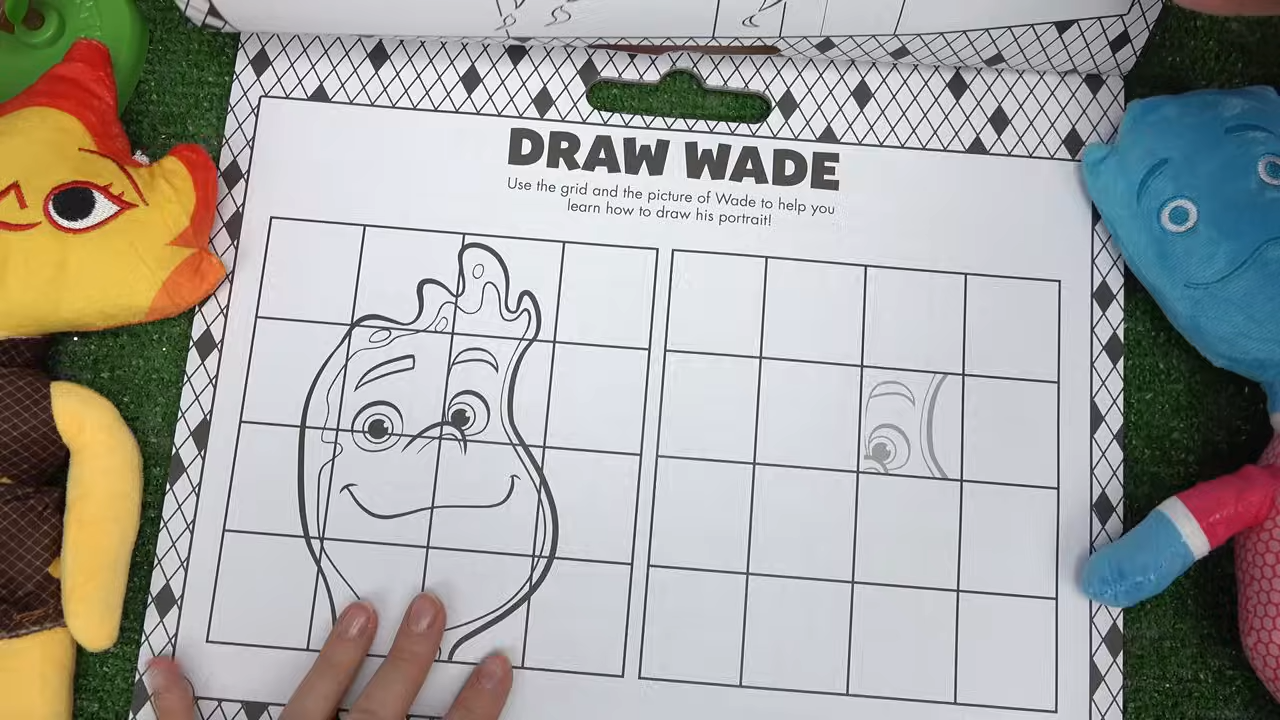 DRAW WADE
Use the grid and the picture of Wade to help you
learn how to draw his portrait!